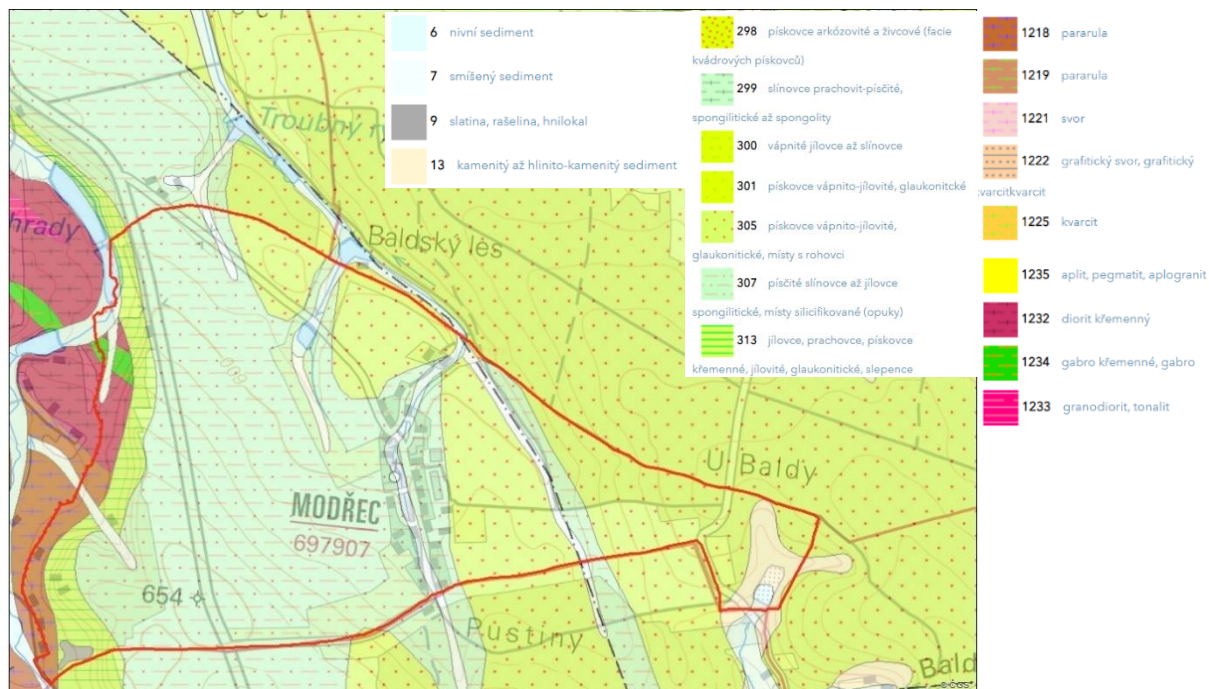 6 nivní sediment
7 smíšený sediment
9 slatina, rašelina, hnilokal
13 kamenitý až hlinito-kamenitý sediment
298 pískovce arkózovité a živcové (facie
kvádrových pískovců)
299 slínovce prachovit-písčité,
spongilitické až spongolity
300 vápnité jílovce až slínovce
301 pískovce vápnito-jílovité, glaukonitcké
305 pískovce vápnito-jílovité,
glaukonitické, místy s rohovci
307 písčité slínovce až jílovce
spongilitické, místy silicifikované (opuky)
313 jílovce, prachovce, pískovce
křemenné, jílovité, glaukonitické, slepence
1218 pararula
1219 pararula
1221 svor
1222 grafitický svor, grafitický
kvarcitkvarcit
1225 kvarcit
1235 aplit, pegmatit, aplogranit
1232 diorit křemenný
1234 gabro křemenné, gabro
1233 granodiorit, tonalit
Troubný
hrady
Baldský les
609
U Baldy
MODŘEC
697907
654
Pustiny
Bald
©ČGS